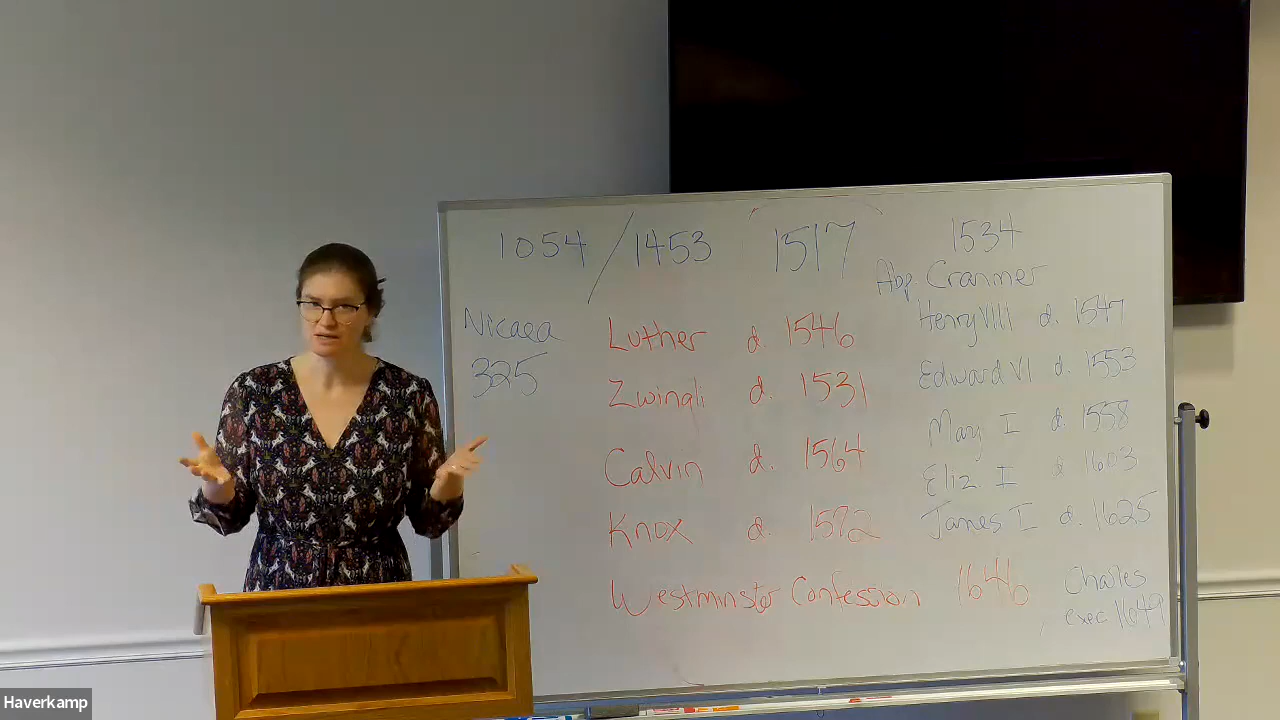 1054 / 1453 1517 1534
Abp. Cranmer
Nicaea
325
Luther d. 1546
Zwingli d. 1531
Calvin d. 1564
Knox d. 1572
Westminster Confession 1646
Henry VIII d. 1547
Edward VI d. 1553
Mary I d. 1558
Eliz I d. 1603
James I d. 1625
Charles
exec 1649
Haverkamp